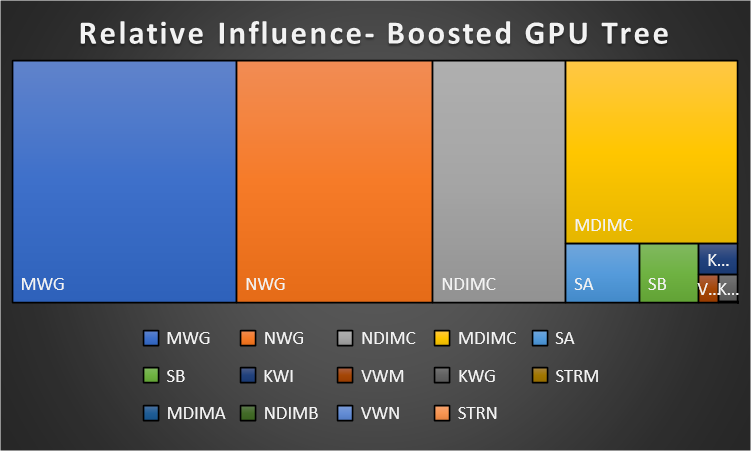 Relative Influence- Boosted GPU Tree
MWG
NWG
NDIMC
MDIMC
SA
SB
K...
V...
K...
MWG NWG NDIMC MDIMC SA
SB KWI VWM KWG STRM
MDIMA NDIMB VWN STRN